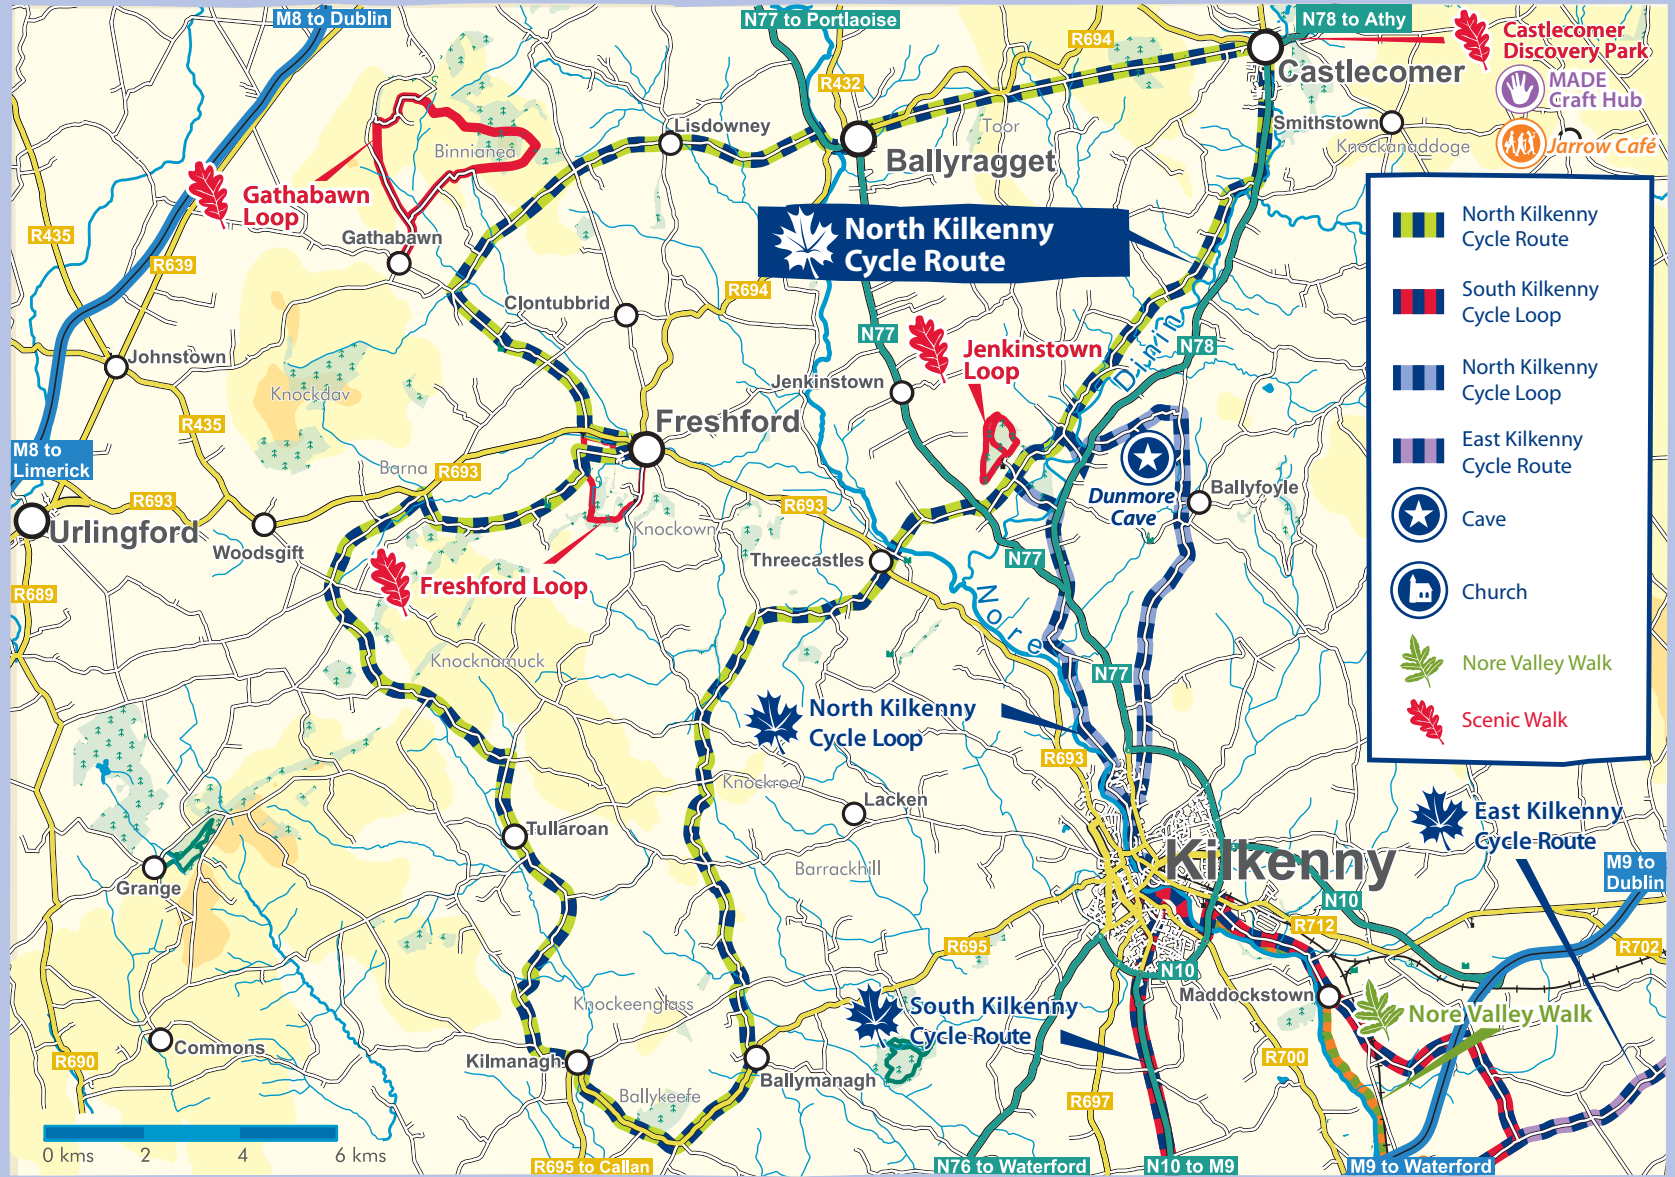 M8 to Dublin
N77 to Portlaoise
N78 to Athy
R694
Castlecomer
Discovery Park
Castlecomer
R432
MADE
Craft Hub
Lisdowney
Toor
Smithstown
Knockanaddoge
Jarrow Café
Binnianea
Ballyragget
Gathabawn
Loop
R435
Gathabawn
North Kilkenny
Cycle Route
R639
R694
Clontubbrid
N77
N78
Dinin
Johnstown
Jenkinstown
Loop
Jenkinstown
Knockdav
R435
Freshford
M8 to
Limerick
Barna
R693
R693
R693
Dunmore
Cave
Ballyfoyle
Urlingford
Woodsgift
Knockown
Threecastles
N77
R689
Freshford Loop
Nore
Knocknamuck
N77
North Kilkenny
Cycle Loop
R693
Knockroe
Lacken
Tullaroan
Barrackhill
Kilkenny
Grange
N10
R712
R695
N10
R702
M9 to
Dublin
East Kilkenny
Cycle Route
Maddockstown
Nore Valley Walk
Knockeenglass
South Kilkenny
Cycle Route
Commons
R690
Kilmanagh
Ballymanagh
Ballykeefe
R700
R697
0 kms
2
4
6 kms
R695 to Callan
N76 to Waterford
N10 to M9
M9 to Waterford
North Kilkenny
Cycle Route
South Kilkenny
Cycle Loop
North Kilkenny
Cycle Loop
East Kilkenny
Cycle Route
Cave
Church
Nore Valley Walk
Scenic Walk